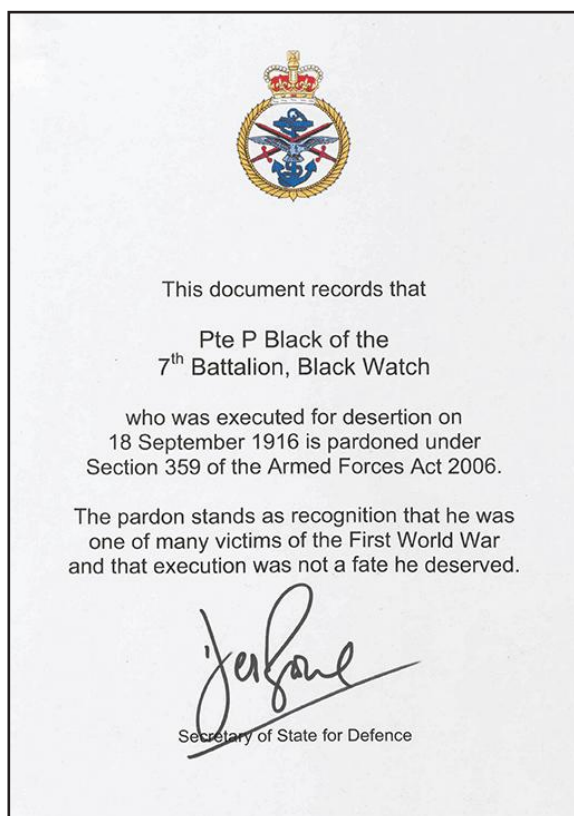 This document records that
Pte P Black of the
7th Battalion, Black Watch
who was executed for desertion on
18 September 1916 is pardoned under
Section 359 of the Armed Forces Act 2006.
The pardon stands as recognition that he was
one of many victims of the First World War
and that execution was not a fate he deserved.
Secretary of State for Defence